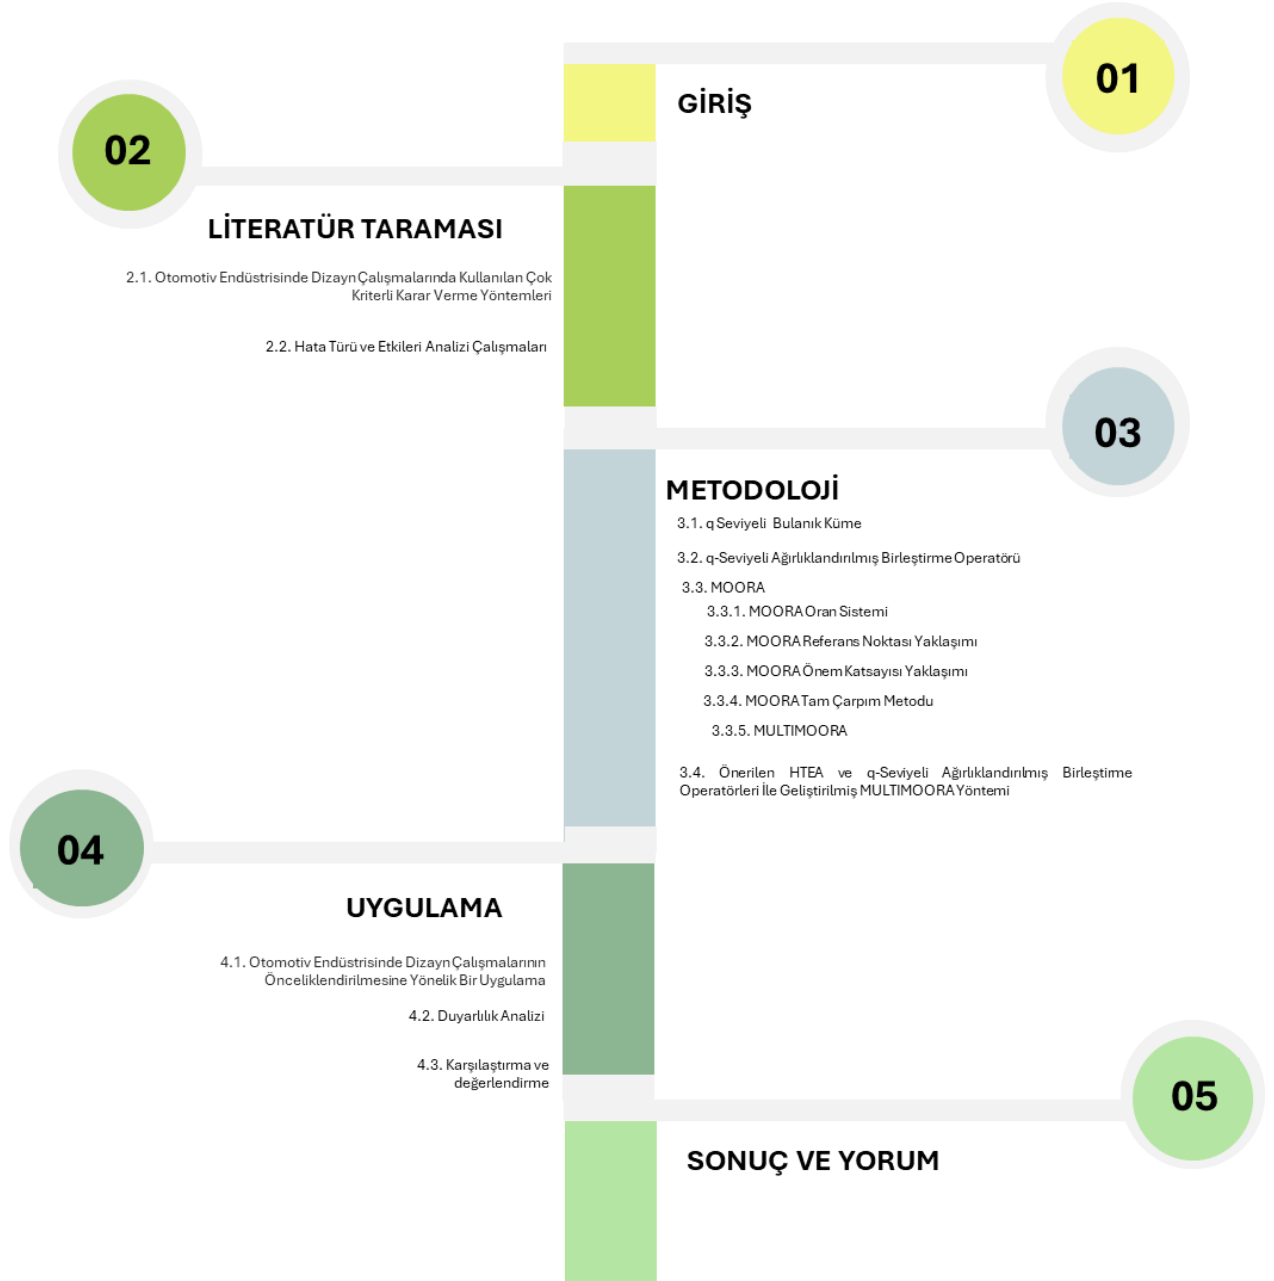 01
GİRİŞ
02
LİTERATÜR TARAMASI
2.1. Otomotiv Endüstrisinde Dizayn Çalışmalarında Kullanılan Çok
Kriterli Karar Verme Yöntemleri
2.2. Hata Türü ve Etkileri Analizi Çalışmaları
03
METODOLOJİ
3.1. q Seviyeli Bulanık Küme
3.2. q-Seviyeli Ağırlıklandırılmış Birleştirme Operatörü
3.3. MOORA
3.3.1. MOORA Oran Sistemi
3.3.2. MOORA Referans Noktası Yaklaşımı
3.3.3. MOORA Önem Katsayısı Yaklaşımı
3.3.4. MOORA Tam Çarpım Metodu
3.3.5. MULTIMOORA
3.4. Önerilen HTEA ve q-Seviyeli Ağırlıklandırılmış Birleştirme
Operatörleri İle Geliştirilmiş MULTIMOORA Yöntemi
04
UYGULAMA
4.1. Otomotiv Endüstrisinde Dizayn Çalışmalarının
Önceliklendirilmesine Yönelik Bir Uygulama
4.2. Duyarlılık Analizi
4.3. Karşılaştırma ve
değerlendirme
05
SONUÇ VE YORUM